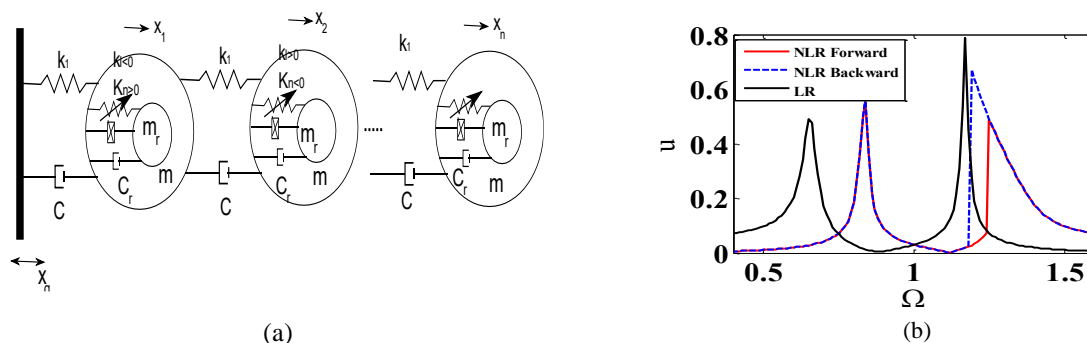 x1 x2 xn
k1 kl<0 k1 kl>0 k1
Kn>0 Kn<0
mr mr mr
m m m
Cr Cr Cr
C C C
x0
(a)
NLR Forward
NLR Backward
LR
0.8
0.6
0.4
0.2
0
u
0.5 1 1.5
Ω
(b)